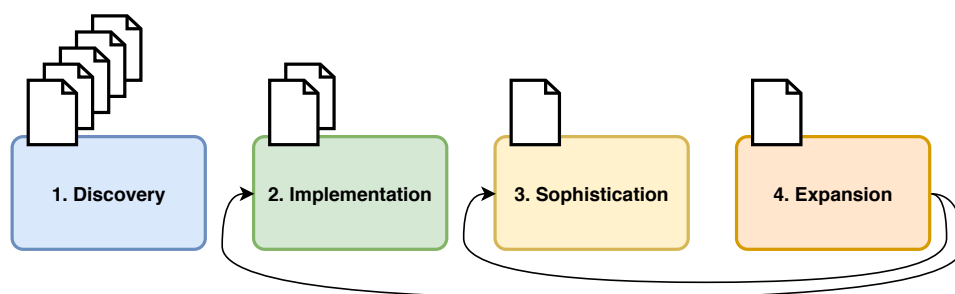 1. Discovery
2. Implementation
3. Sophistication
4. Expansion